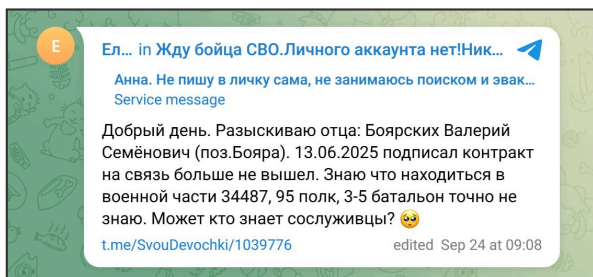 Е
Ел... in Жду бойца СВО.Личного аккаунта нет!Ник...
Анна. Не пишу в личку сама, не занимаюсь поиском и эвак...
Service message
Добрый день. Разыскиваю отца: Боярских Валерий
Семёнович (поз.Бояра). 13.06.2025 подписал контракт
на связь больше не вышел. Знаю что находиться в
военной части 34487, 95 полк, 3-5 батальон точно не
знаю. Может кто знает сослуживцы? 🥺
t.me/SvouDevochki/1039776
edited Sep 24 at 09:08